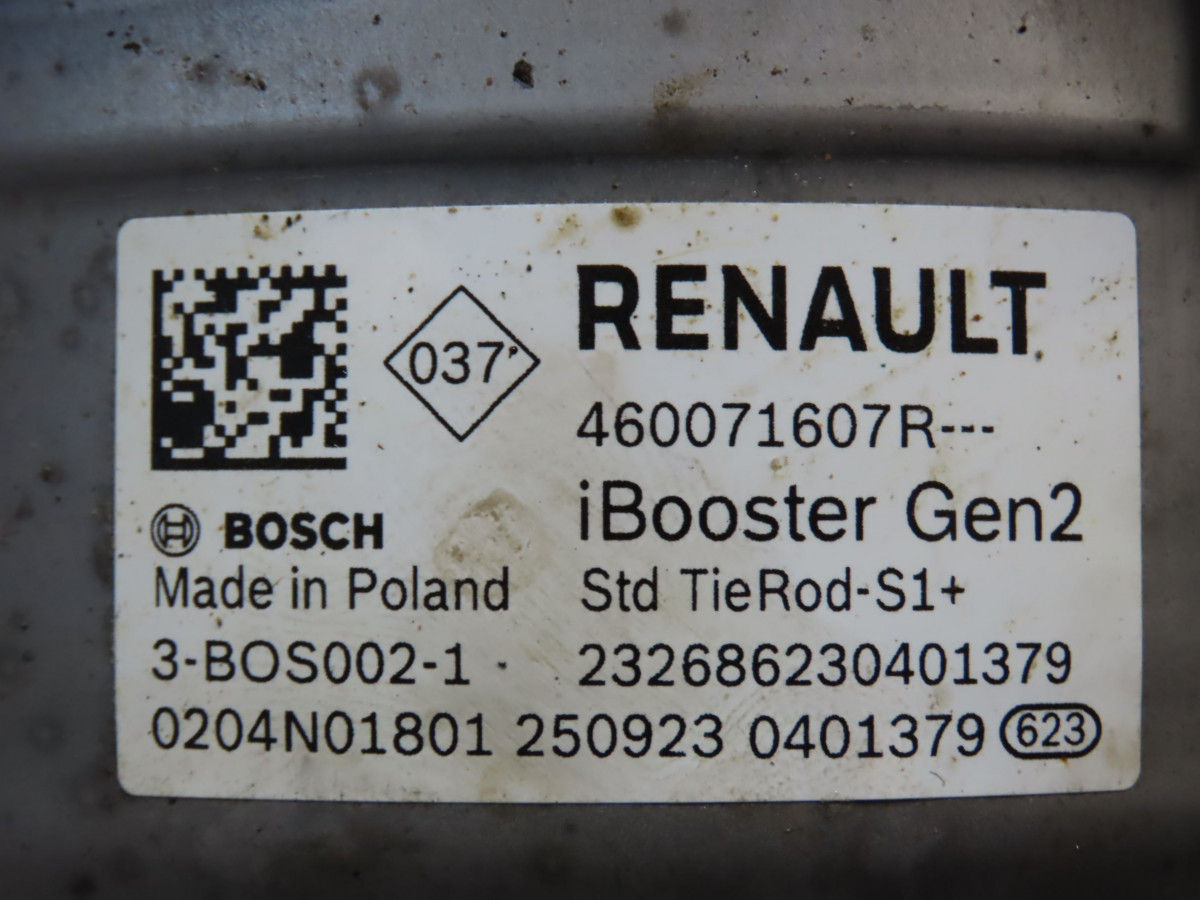 037
RENAULT
460071607R---
iBooster Gen2
BOSCH
Made in Poland
Std TieRod-S1+
3-BOS002-1
232686230401379
0204N01801 250923 0401379 623